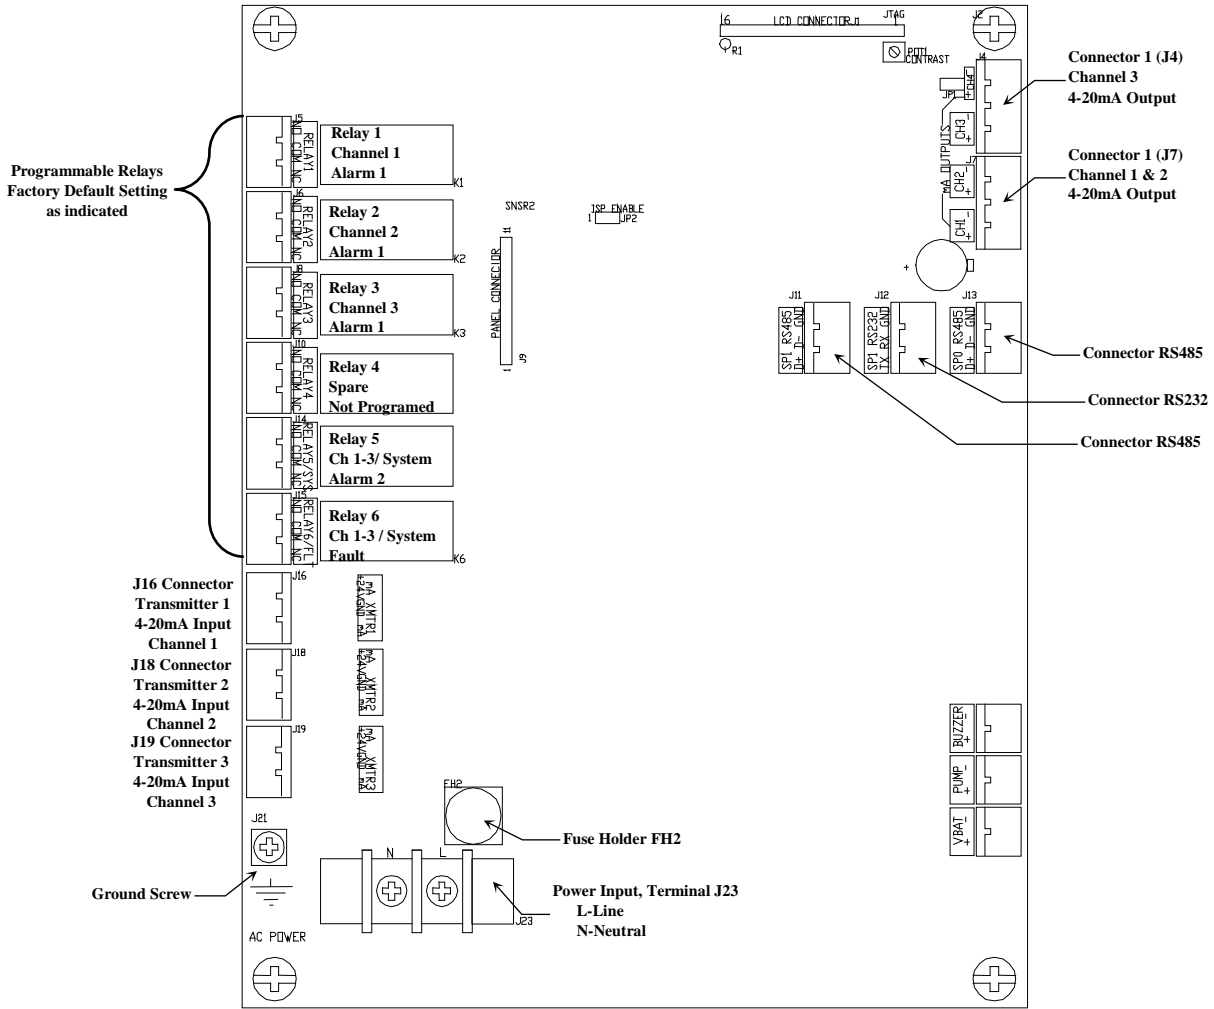 J6
LCD CONNECTOR
J1
JTAG
J2
R1
POT1
CONTRAST
J4
CH4
- +
JP1
CH3
- +
mA OUTPUTS
J7
CH2
- +
CH1
- +
+
Connector 1 (J4)
Channel 3
4-20mA Output
Connector 1 (J7)
Channel 1 & 2
4-20mA Output
Programmable Relays
Factory Default Setting
as indicated
J5
NO COM NC
RELAY1
Relay 1
Channel 1
Alarm 1
K1
J6
NO COM NC
RELAY2
Relay 2
Channel 2
Alarm 1
K2
J8
NO COM NC
RELAY3
Relay 3
Channel 3
Alarm 1
K3
J10
NO COM NC
RELAY4
Relay 4
Spare
Not Programed
J14
NO COM NC
RELAY5/SYS
Relay 5
Ch 1-3/ System
Alarm 2
J15
NO COM NC
RELAY6/FLT
Relay 6
Ch 1-3 / System
Fault
K6
SNSR2
11
PANEL CONNECTOR
1
J9
ISP ENABLE
1
JP2
J11
SP1 RS485
D+ D- GND
J12
SP1 RS232
TX RX GND
J13
SP0 RS485
D+ D- GND
Connector RS485
Connector RS232
Connector RS485
J16 Connector
Transmitter 1
4-20mA Input
Channel 1
J16
mA XMTR1
+24VGND mA
J18 Connector
Transmitter 2
4-20mA Input
Channel 2
J18
mA XMTR2
+24VGND mA
J19 Connector
Transmitter 3
4-20mA Input
Channel 3
J19
mA XMTR3
+24VGND mA
BUZZER
+ -
PUMP
+ -
VBAT
+ -
FH2
Fuse Holder FH2
J21
Ground Screw
N
L
J23
AC POWER
Power Input, Terminal J23
L-Line
N-Neutral